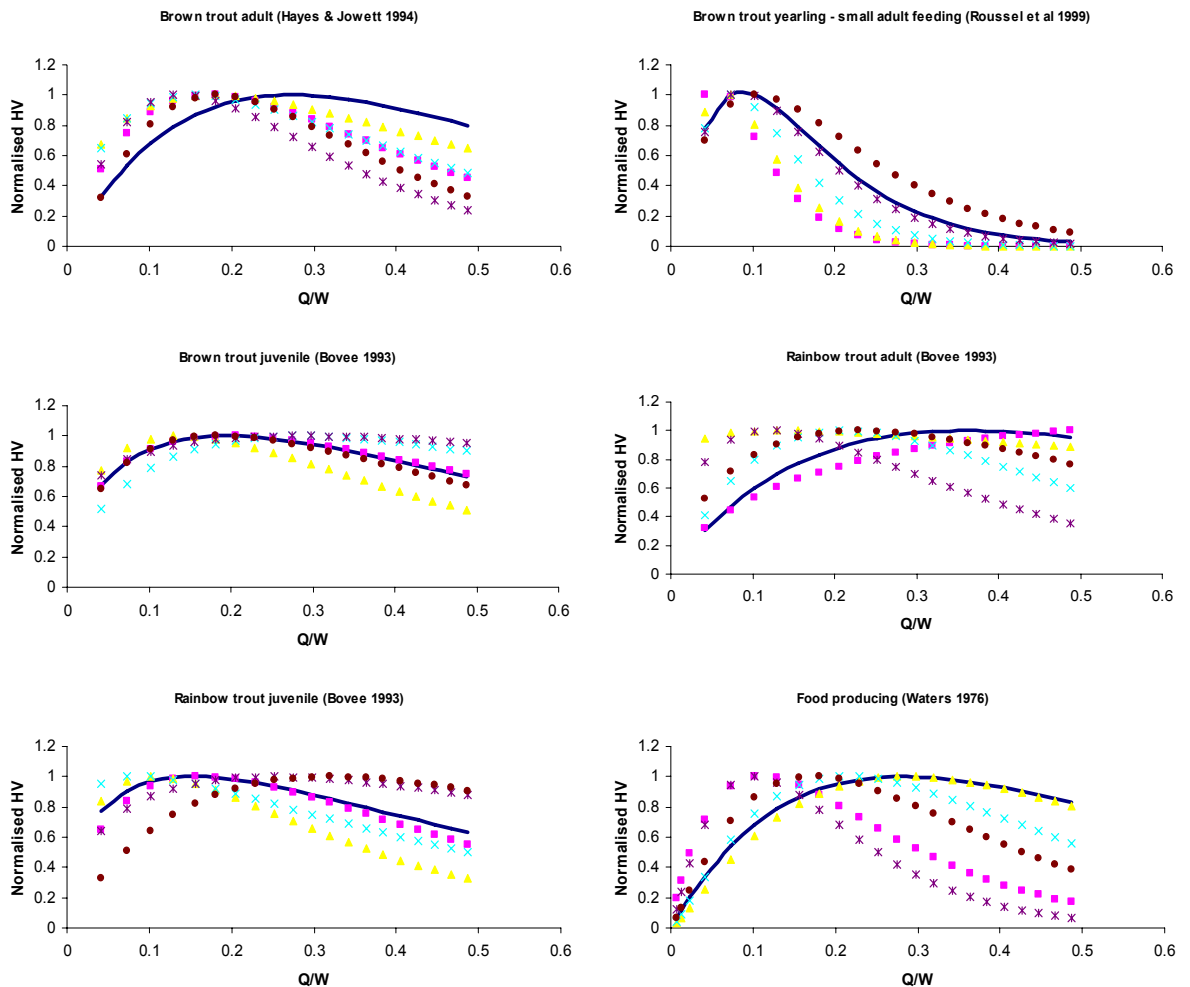 Brown trout adult (Hayes & Jowett 1994)
1.2
1
0.8
0.6
0.4
0.2
0
Normalised HV
0 0.1 0.2 0.3 0.4 0.5 0.6
Q/W
Brown trout yearling - small adult feeding (Roussel et al 1999)
1.2
1
0.8
0.6
0.4
0.2
0
Normalised HV
0 0.1 0.2 0.3 0.4 0.5 0.6
Q/W
Brown trout juvenile (Bovee 1993)
1.2
1
0.8
0.6
0.4
0.2
0
Normalised HV
0 0.1 0.2 0.3 0.4 0.5 0.6
Q/W
Rainbow trout adult (Bovee 1993)
1.2
1
0.8
0.6
0.4
0.2
0
Normalised HV
0 0.1 0.2 0.3 0.4 0.5 0.6
Q/W
Rainbow trout juvenile (Bovee 1993)
1.2
1
0.8
0.6
0.4
0.2
0
Normalised HV
0 0.1 0.2 0.3 0.4 0.5 0.6
Q/W
Food producing (Waters 1976)
1.2
1
0.8
0.6
0.4
0.2
0
Normalised HV
0 0.1 0.2 0.3 0.4 0.5 0.6
Q/W